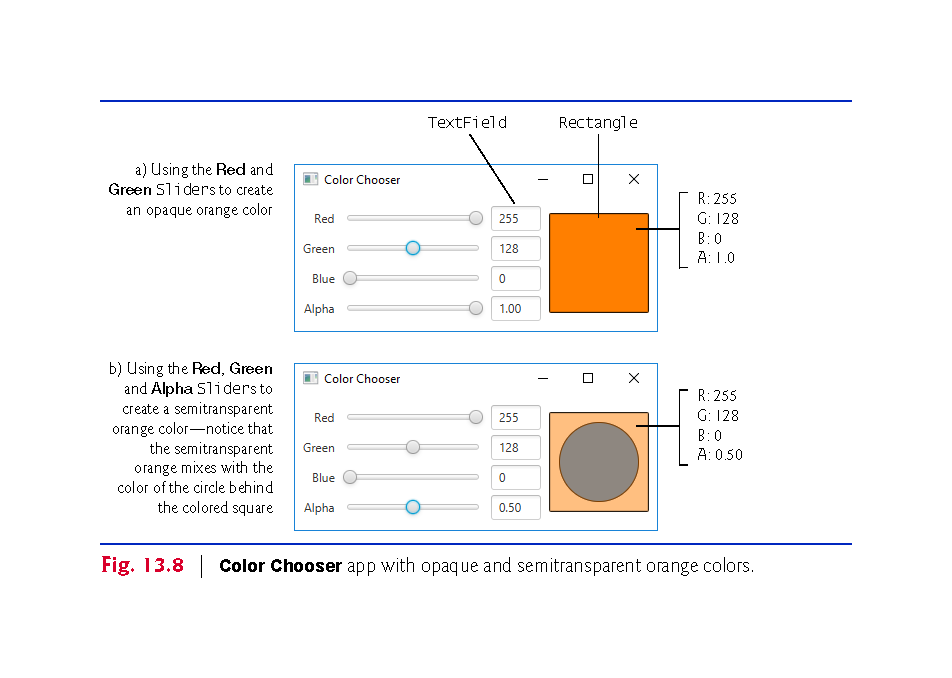 TextField
Rectangle
a) Using the Red and
Green Sliders to create
an opaque orange color
Color Chooser
Red
255
Green
128
Blue
0
Alpha
1.00
R: 255
G: 128
B: 0
A: 1.0
b) Using the Red, Green
and Alpha Sliders to
create a semitransparent
orange color—notice that
the semitransparent
orange mixes with the
color of the circle behind
the colored square
Color Chooser
Red
255
Green
128
Blue
0
Alpha
0.50
R: 255
G: 128
B: 0
A: 0.50
Fig. 13.8 | Color Chooser app with opaque and semitransparent orange colors.